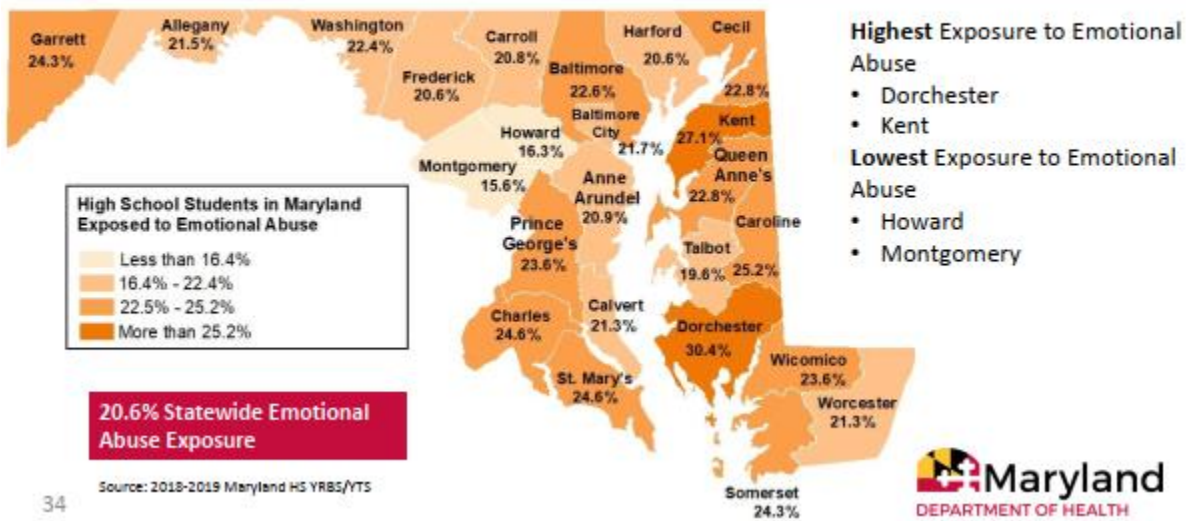 Garrett
24.3%
Allegany
21.5%
Washington
22.4%
Frederick
20.6%
Carroll
20.8%
Baltimore
22.6%
Harford
20.6%
Cecil
22.8%
Baltimore
City
21.7%
Howard
16.3%
Montgomery
15.6%
Kent
27.1%
Queen
Anne's
22.8%
Anne
Arundel
20.9%
Prince
George's
23.6%
Caroline
25.2%
Talbot
19.6%
Calvert
21.3%
Charles
24.6%
St. Mary's
24.6%
Dorchester
30.4%
Wicomico
23.6%
Worcester
21.3%
Somerset
24.3%
High School Students in Maryland
Exposed to Emotional Abuse
Less than 16.4%
16.4% - 22.4%
22.5% - 25.2%
More than 25.2%
20.6% Statewide Emotional
Abuse Exposure
Source: 2018-2019 Maryland HS YRBS/YTS
34
Highest Exposure to Emotional
Abuse
• Dorchester
• Kent
Lowest Exposure to Emotional
Abuse
• Howard
• Montgomery
Maryland
DEPARTMENT OF HEALTH